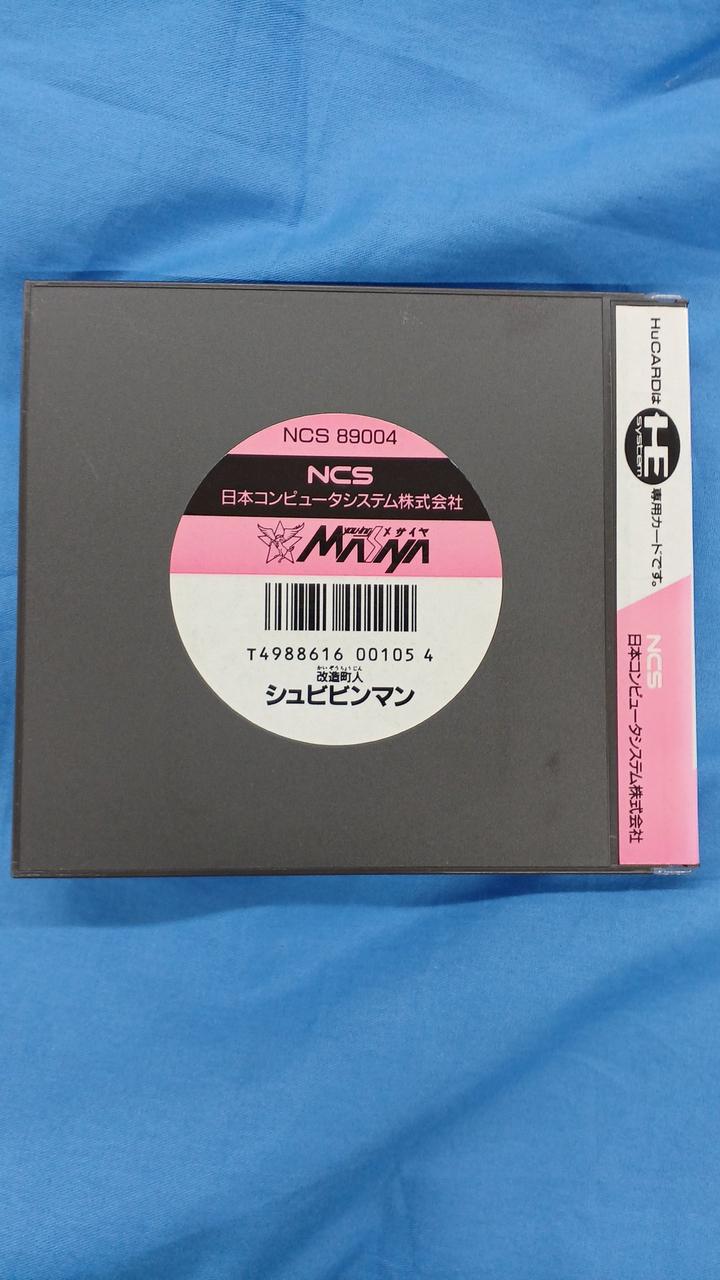 NCS 89004
NCS
日本コンピュータシステム株式会社
メサイヤ
MASAYA
T4988616 00105 4
かいぞうちょうじん
改造町人
シュビビンマン
HuCARDは
HE
system
専用カードです。
NCS
日本コンピュータシステム株式会社